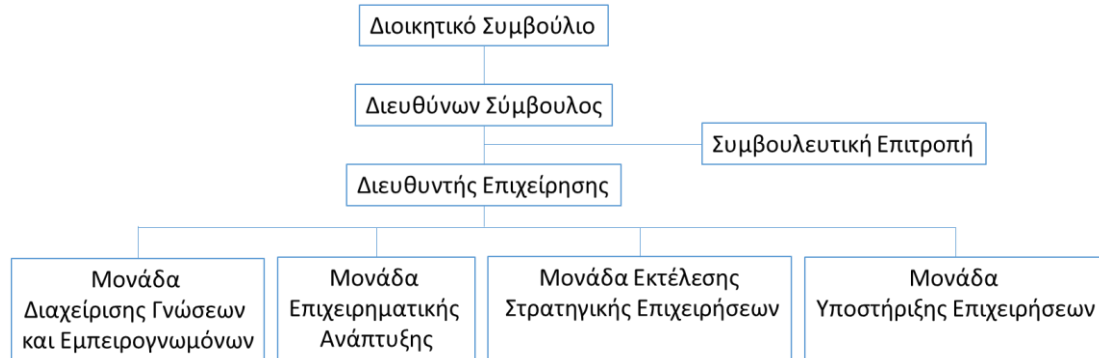 Διοικητικό Συμβούλιο
Διευθύνων Σύμβουλος
Συμβουλευτική Επιτροπή
Διευθυντής Επιχείρησης
Μονάδα
Διαχείρισης Γνώσεων
και Εμπειρογνωμόνων
Μονάδα
Επιχειρηματικής
Ανάπτυξης
Μονάδα Εκτέλεσης
Στρατηγικής Επιχειρήσεων
Μονάδα
Υποστήριξης Επιχειρήσεων